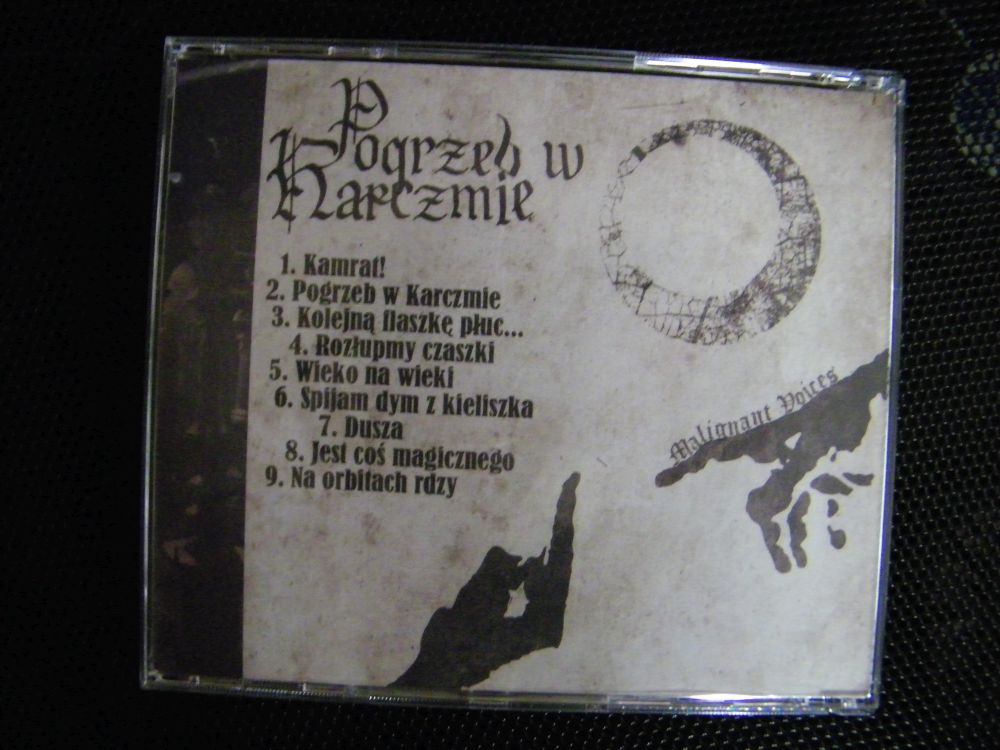 Pogrzeb w
Karczmie
1. Kamrat!
2. Pogrzeb w Karczmie
3. Kolejną flaszkę płuc...
4. Rozłupmy czaszki
5. Wieko na wieki
6. Spijam dym z kieliszka
7. Dusza
8. Jest coś magicznego
9. Na orbitach rdzy
Malignant Voices